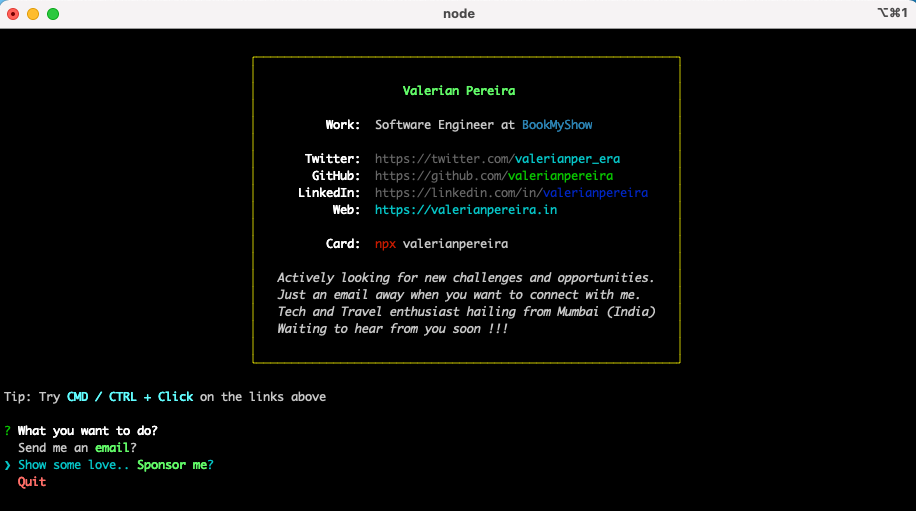 node
⌥⌘1
Valerian Pereira
Work: Software Engineer at BookMyShow
Twitter: https://twitter.com/valerianper_era
GitHub: https://github.com/valerianpereira
LinkedIn: https://linkedin.com/in/valerianpereira
Web: https://valerianpereira.in
Card: npx valerianpereira
Actively looking for new challenges and opportunities.
Just an email away when you want to connect with me.
Tech and Travel enthusiast hailing from Mumbai (India)
Waiting to hear from you soon !!!
Tip: Try CMD / CTRL + Click on the links above
? What you want to do?
Send me an email?
❯ Show some love.. Sponsor me?
Quit